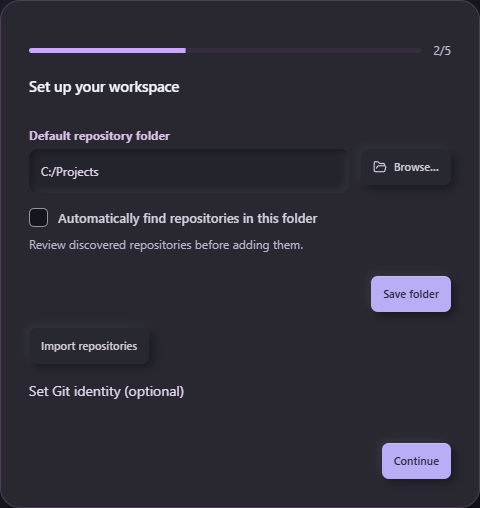 2/5
Set up your workspace
Default repository folder
C:/Projects
Browse...
Automatically find repositories in this folder
Review discovered repositories before adding them.
Save folder
Import repositories
Set Git identity (optional)
Continue